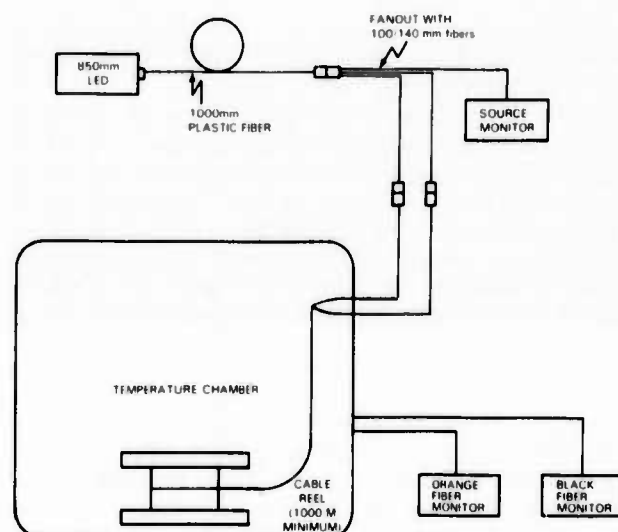 FANOUT WITH
100/140 mm fibers
850mm
LED
1000mm
PLASTIC FIBER
SOURCE
MONITOR
TEMPERATURE CHAMBER
CABLE
REEL
(1000 M
MINIMUM)
ORANGE
FIBER
MONITOR
BLACK
FIBER
MONITOR